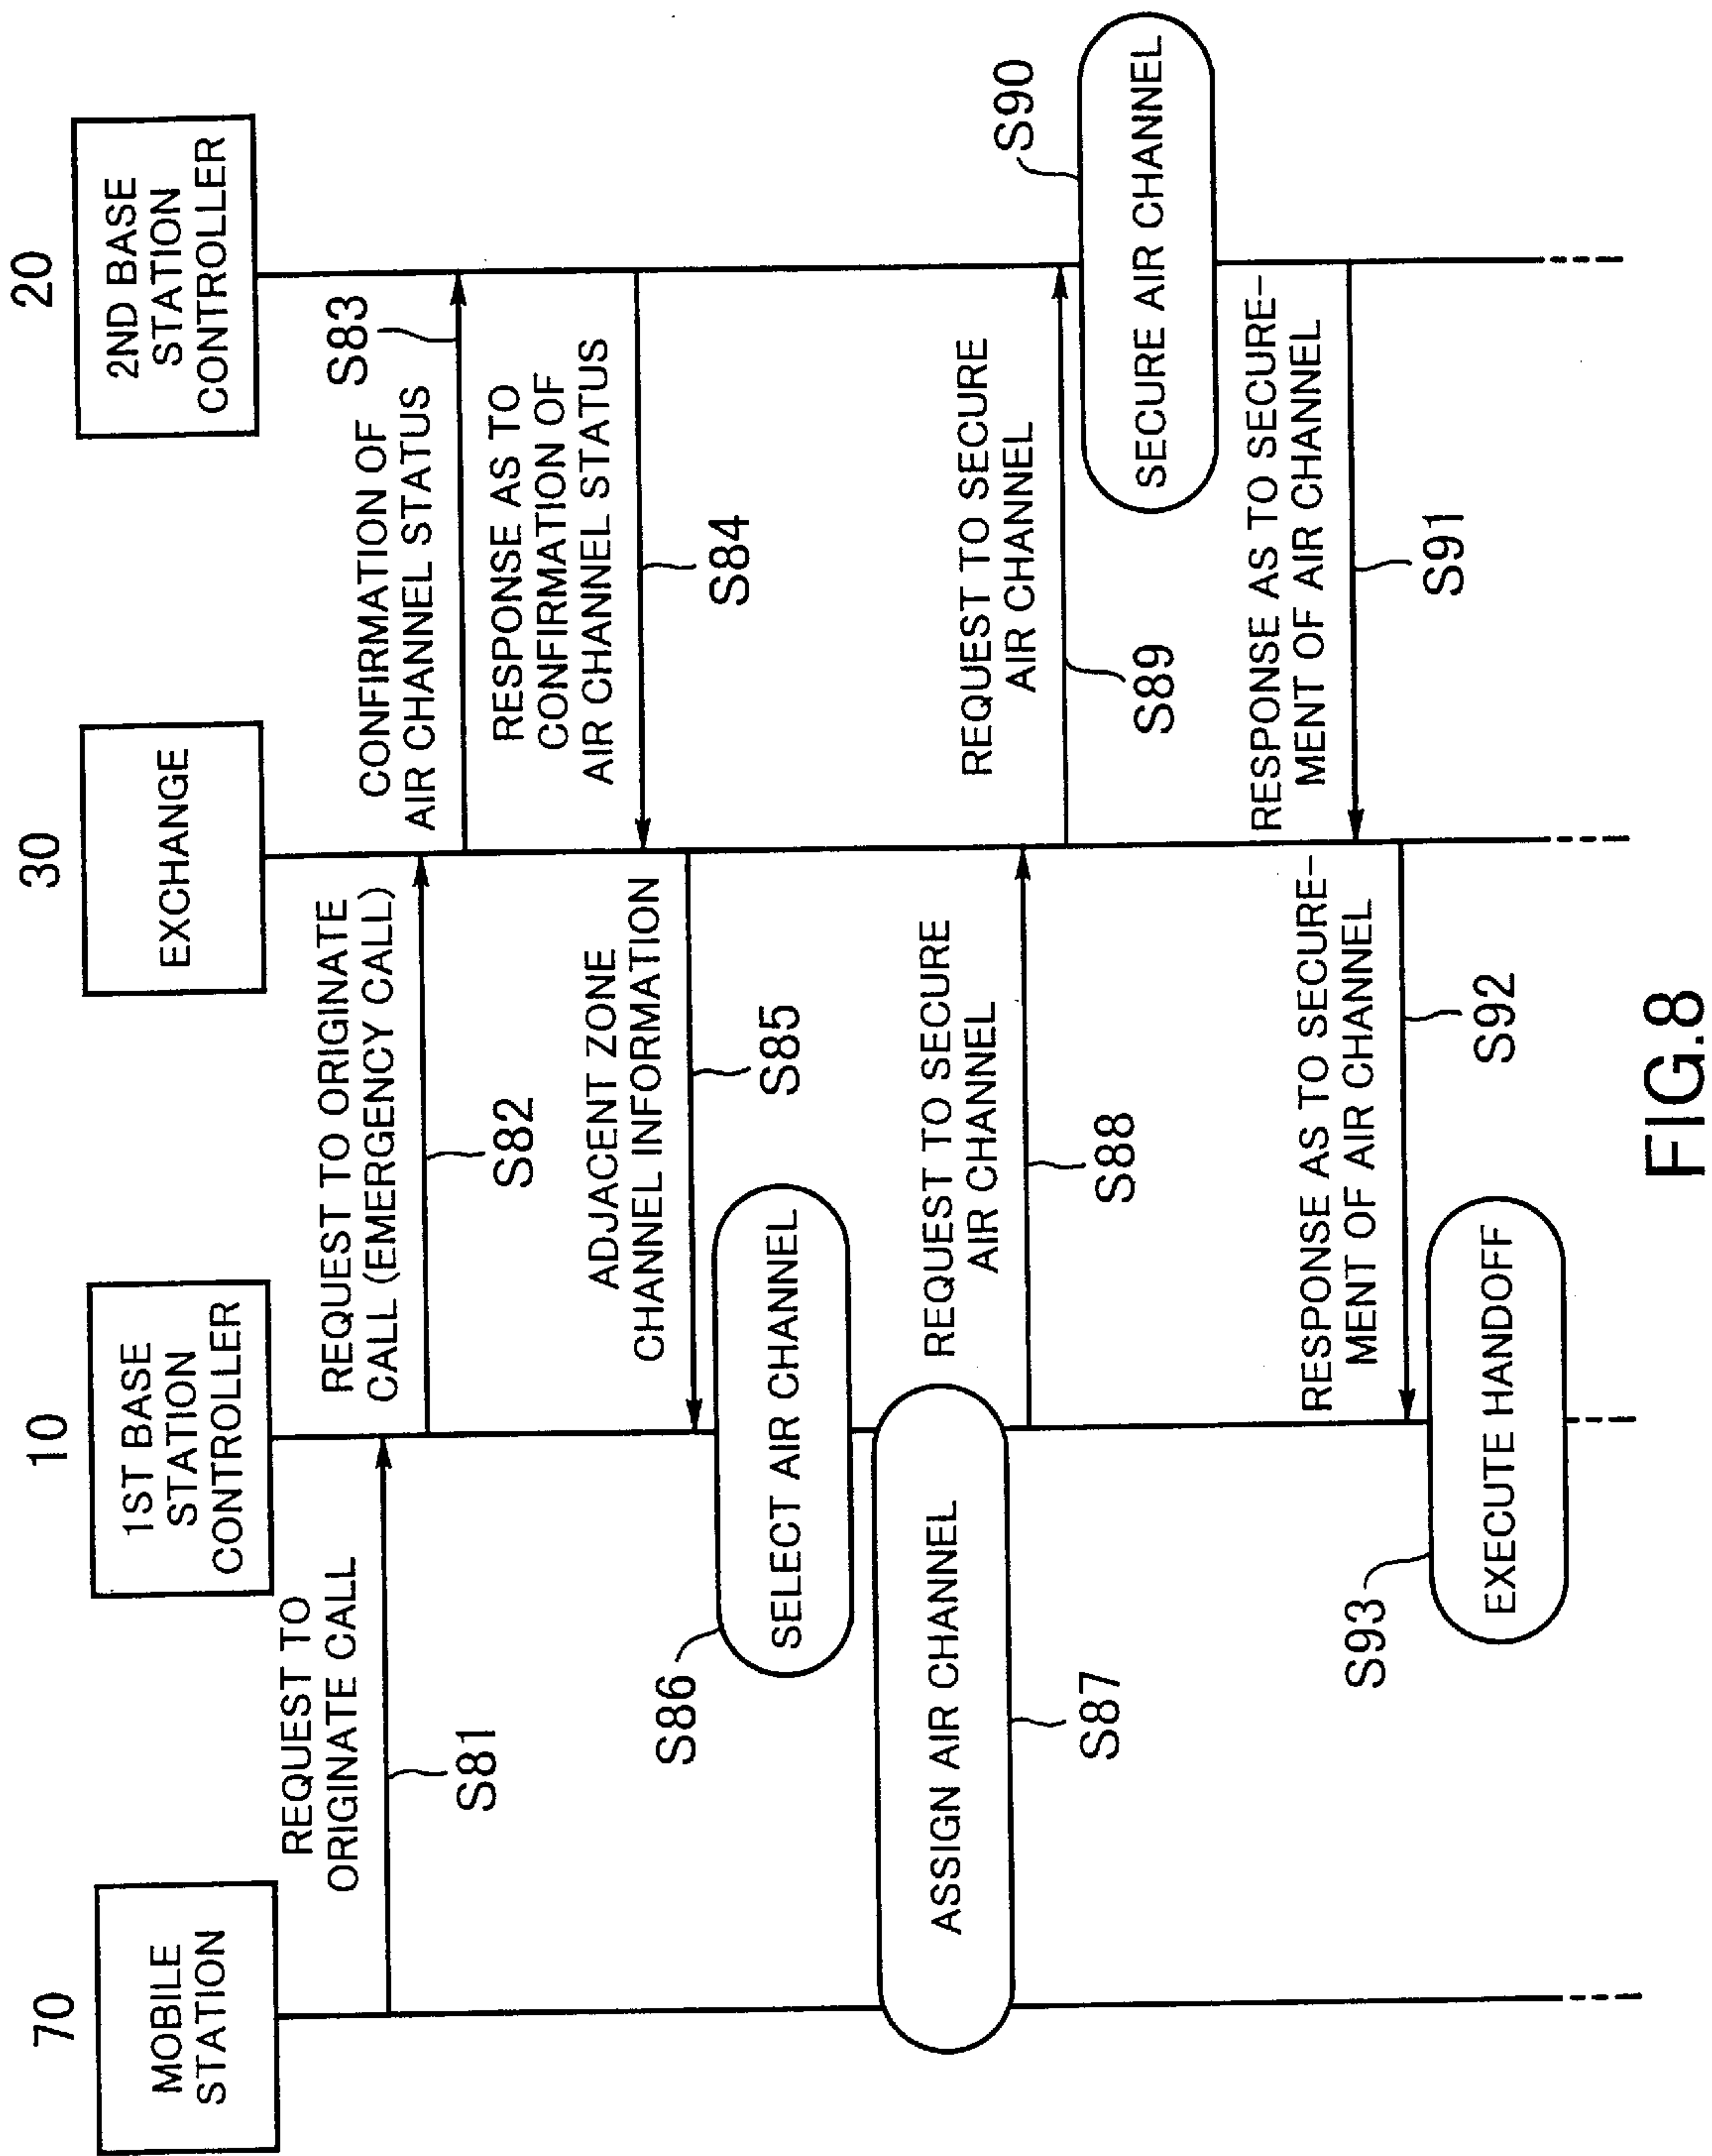 70
MOBILE
STATION
10
1ST BASE
STATION
CONTROLLER
30
EXCHANGE
20
2ND BASE
STATION
CONTROLLER
REQUEST TO
ORIGINATE CALL
S81
REQUEST TO ORIGINATE
CALL (EMERGENCY CALL)
S82
CONFIRMATION OF
AIR CHANNEL STATUS
S83
RESPONSE AS TO
CONFIRMATION OF
AIR CHANNEL STATUS
S84
ADJACENT ZONE
CHANNEL INFORMATION
S85
S86
SELECT AIR CHANNEL
ASSIGN AIR CHANNEL
S87
REQUEST TO SECURE
AIR CHANNEL
S88
REQUEST TO SECURE
AIR CHANNEL
S89
S90
SECURE AIR CHANNEL
RESPONSE AS TO SECURE-
MENT OF AIR CHANNEL
S91
RESPONSE AS TO SECURE-
MENT OF AIR CHANNEL
S92
S93
EXECUTE HANDOFF
FIG.8